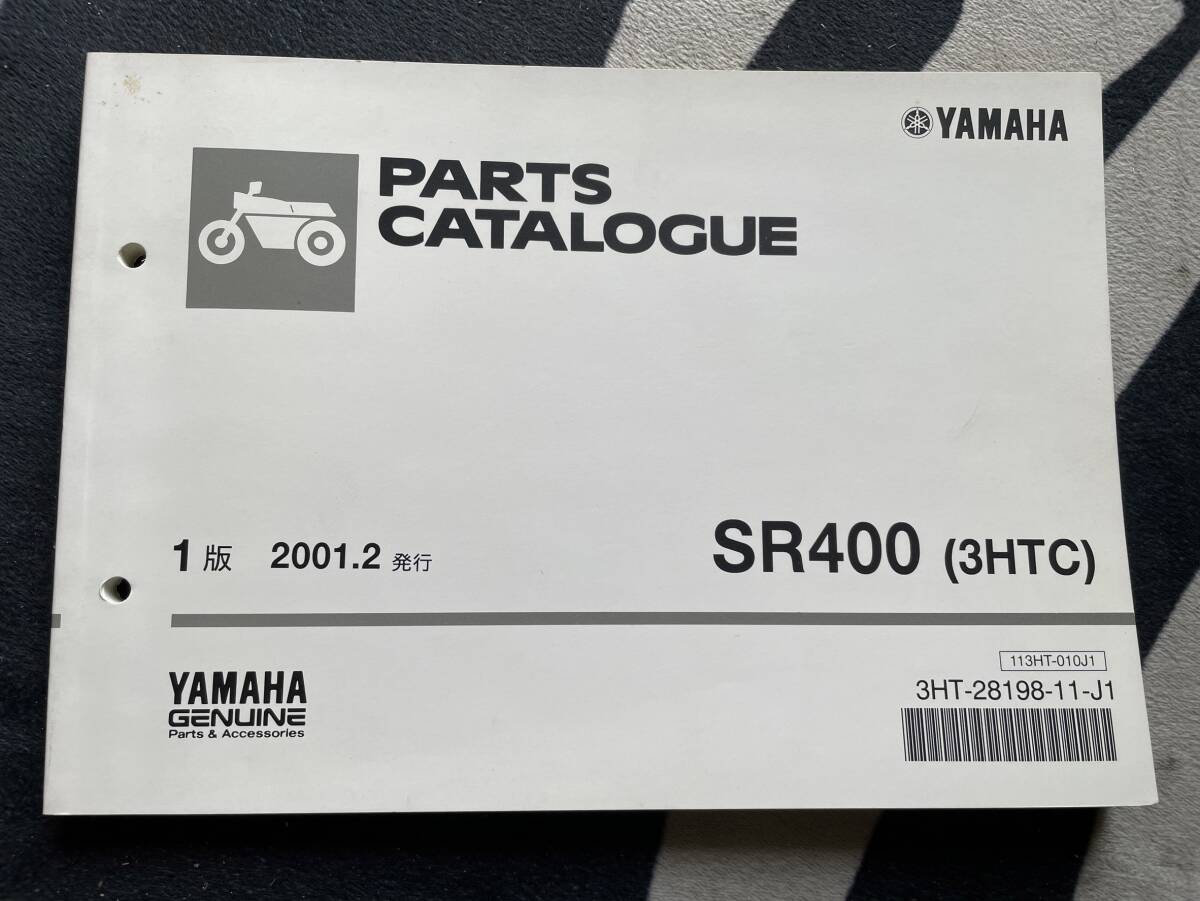 YAMAHA
PARTS
CATALOGUE
1版 2001.2 発行
SR400 (3HTC)
113HT-010J1
3HT-28198-11-J1
YAMAHA
GENUINE
Parts & Accessories